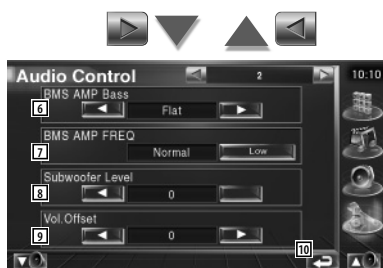 Audio Control 2 10:10
BMS AMP Bass
6 Flat
BMS AMP FREQ
7 Normal Low
Subwoofer Level
8 0
Vol.Offset
9 0
10